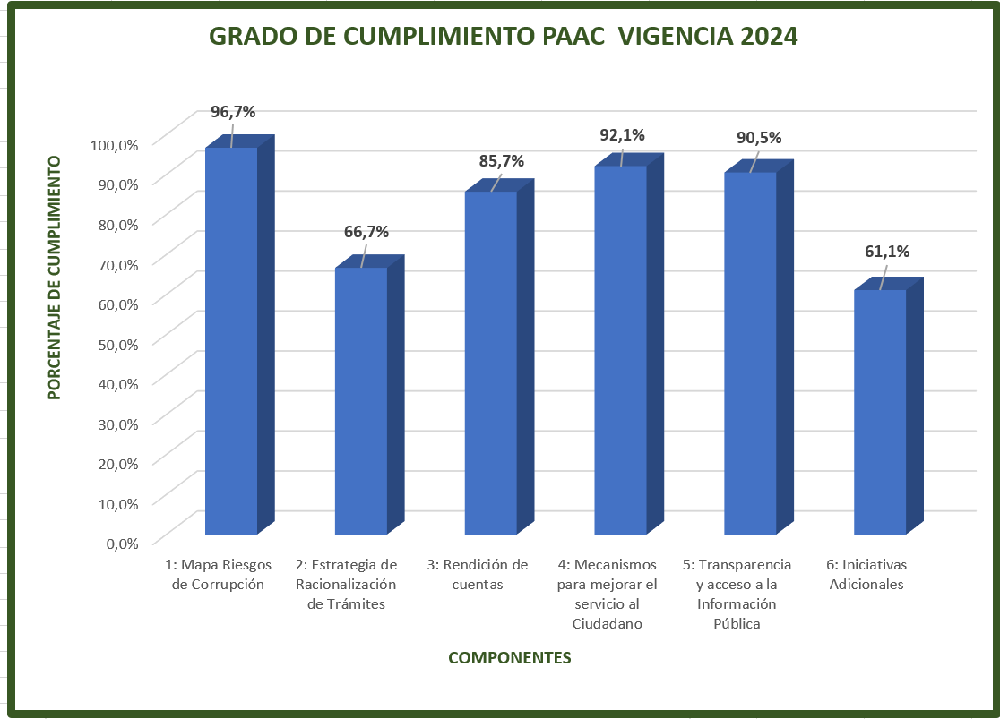 GRADO DE CUMPLIMIENTO PAAC  VIGENCIA 2024
PORCENTAJE DE CUMPLIMIENTO
100,0%
90,0%
80,0%
70,0%
60,0%
50,0%
40,0%
30,0%
20,0%
10,0%
0,0%
96,7%
66,7%
85,7%
92,1%
90,5%
61,1%
1: Mapa Riesgos
de Corrupción
2: Estrategia de
Racionalización
de Trámites
3: Rendición de
cuentas
4: Mecanismos
para mejorar el
servicio al
Ciudadano
5: Transparencia
y acceso a la
Información
Pública
6: Iniciativas
Adicionales
COMPONENTES